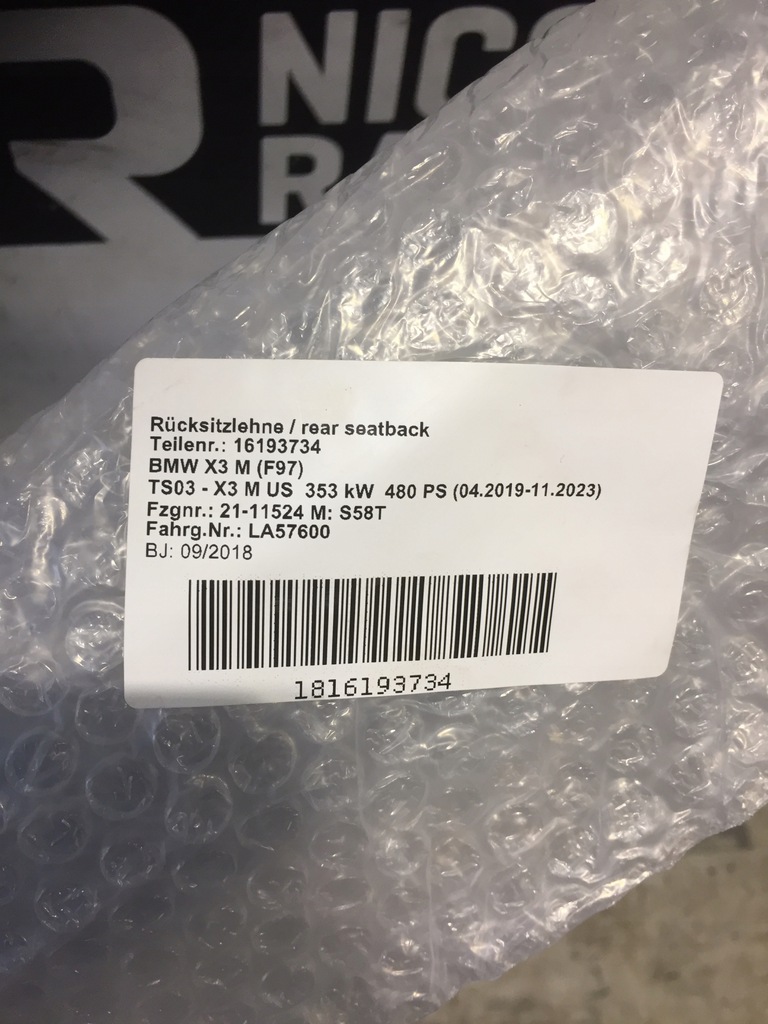 NIC
Rücksitzlehne / rear seatback
Teilenr.: 16193734
BMW X3 M (F97)
TS03 - X3 M US 353 kW 480 PS (04.2019-11.2023)
Fzgnr.: 21-11524 M: S58T
Fahrg.Nr.: LA57600
BJ: 09/2018
1816193734